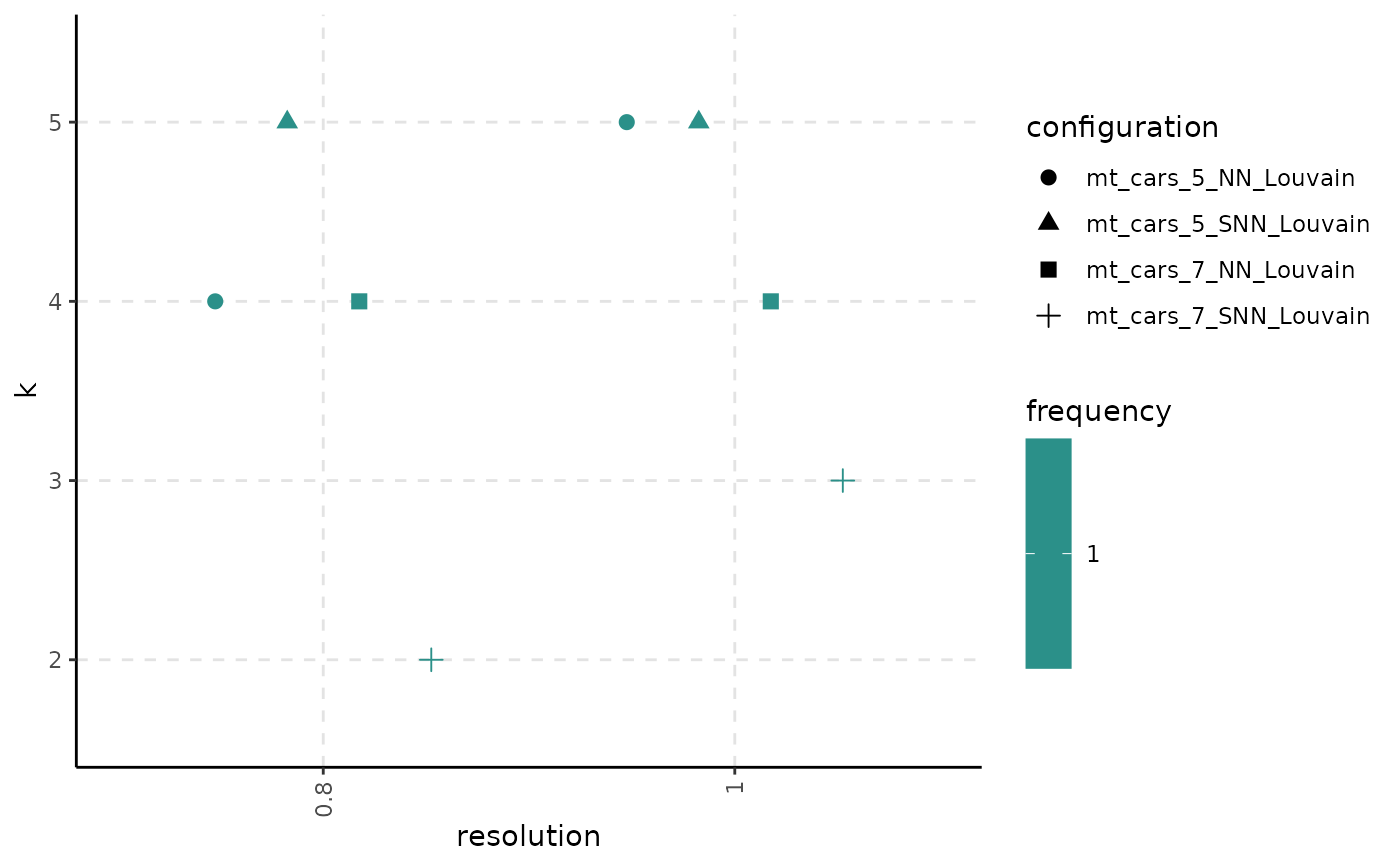 5
4
3
2
k
0.8
1
resolution
configuration
mt_cars_5_NN_Louvain
mt_cars_5_SNN_Louvain
mt_cars_7_NN_Louvain
mt_cars_7_SNN_Louvain
frequency
1